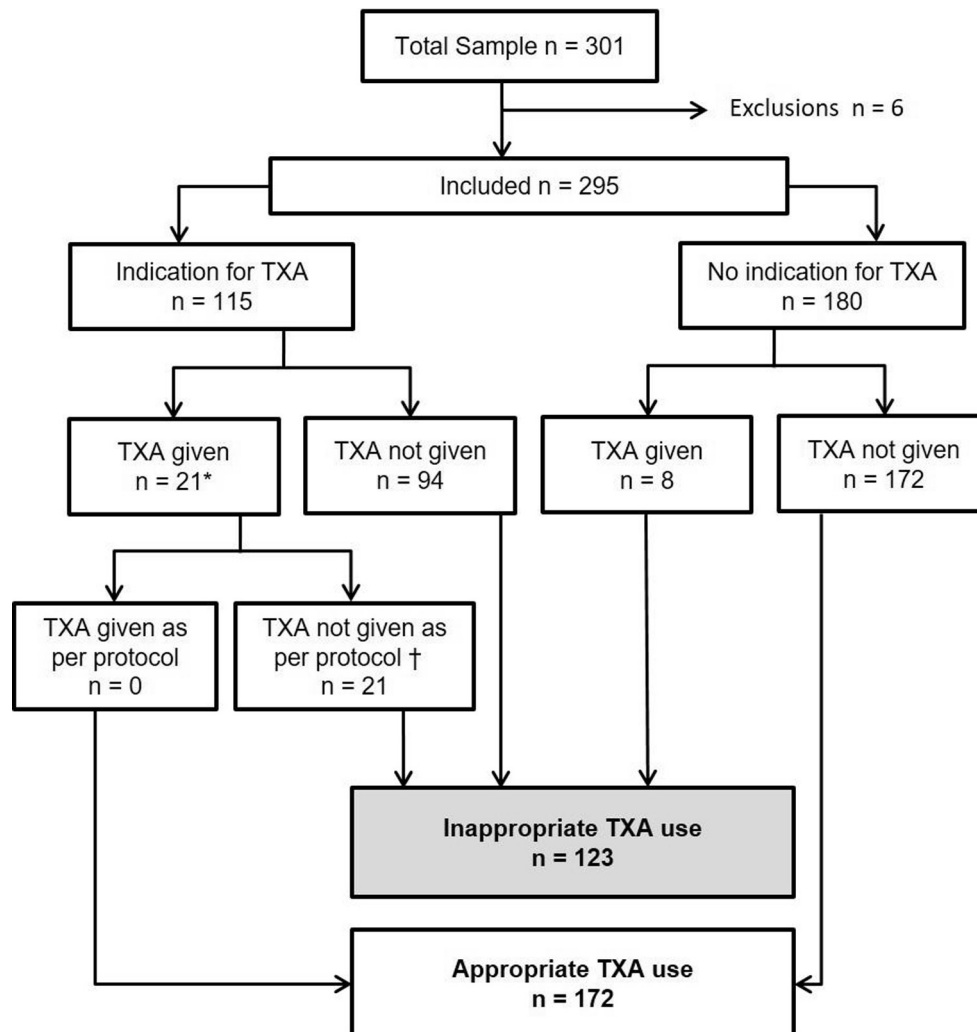 Total Sample n = 301
Exclusions n = 6
Included n = 295
Indication for TXA
n = 115
No indication for TXA
n = 180
TXA given
n = 21*
TXA not given
n = 94
TXA given
n = 8
TXA not given
n = 172
TXA given as
per protocol
n = 0
TXA not given as
per protocol †
n = 21
Inappropriate TXA use
n = 123
Appropriate TXA use
n = 172